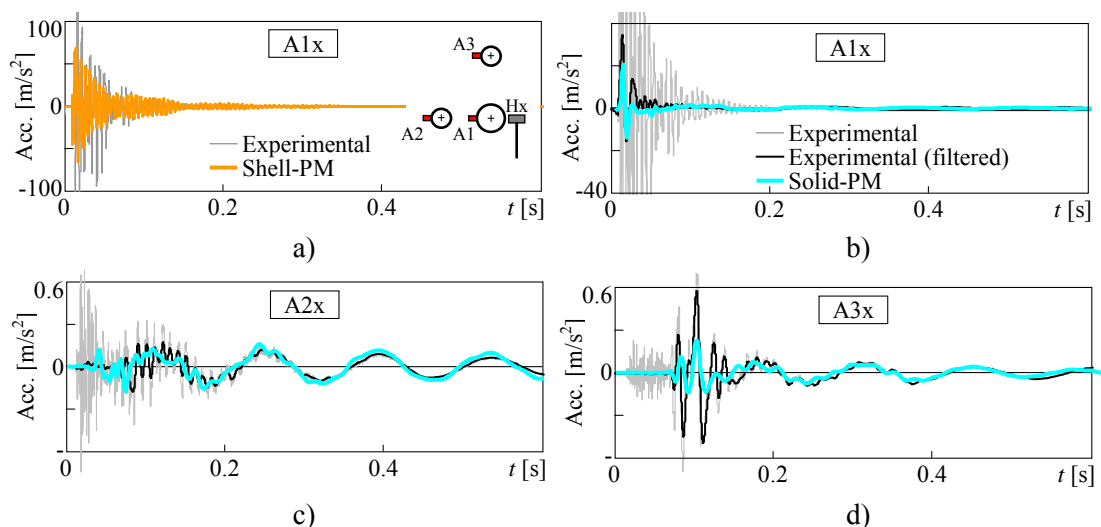 100
A1x
A3
Acc. [m/s²]
0
Hx
A2
A1
Experimental
Shell-PM
-100
0
0.2
0.4
t [s]
a)
A1x
Acc. [m/s²]
40
0
Experimental
Experimental (filtered)
Solid-PM
-40
0
0.2
0.4
t [s]
b)
0.6
A2x
Acc. [m/s²]
0
-
0
0.2
0.4
t [s]
c)
0.6
A3x
Acc. [m/s²]
0
-
0
0.2
0.4
t [s]
d)